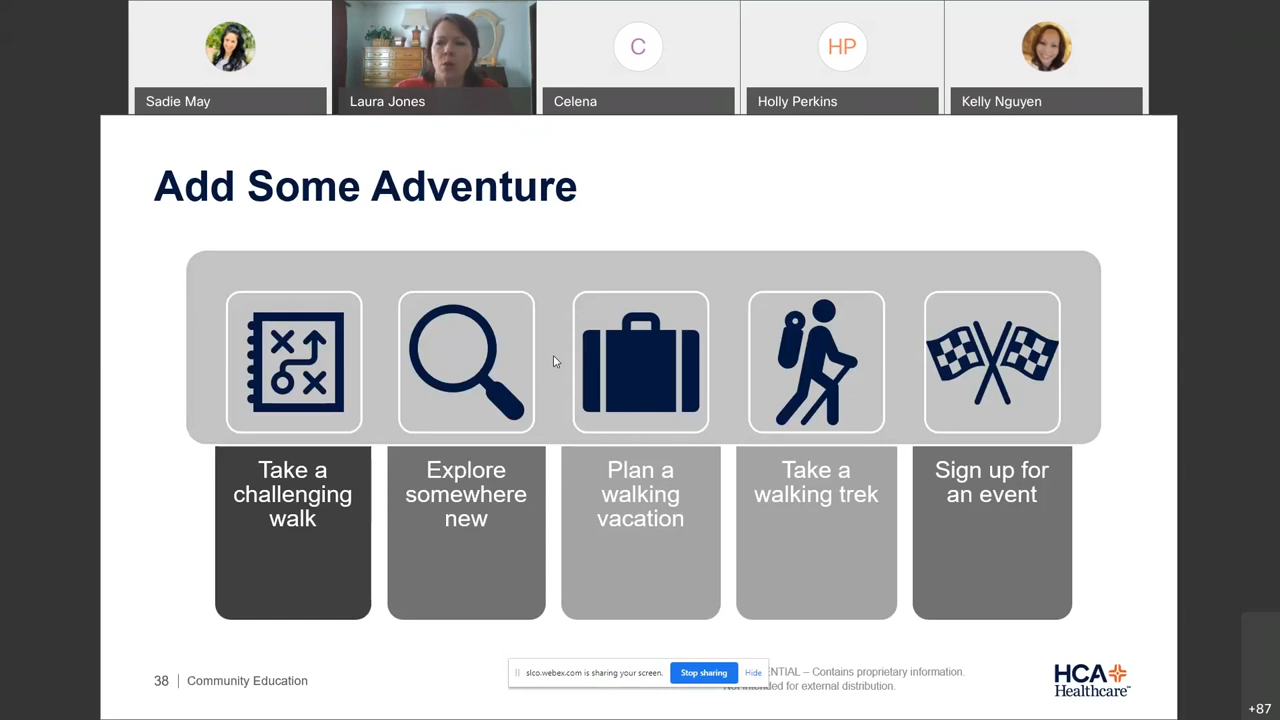 Sadie May
Laura Jones
C
Celena
HP
Holly Perkins
Kelly Nguyen
Add Some Adventure
Take a
challenging
walk
Explore
somewhere
new
Plan a
walking
vacation
Take a
walking trek
Sign up for
an event
38 | Community Education
slco.webex.com is sharing your screen.
Stop sharing
Hide
– Contains proprietary information.
for external distribution.
HCA
Healthcare™
+87